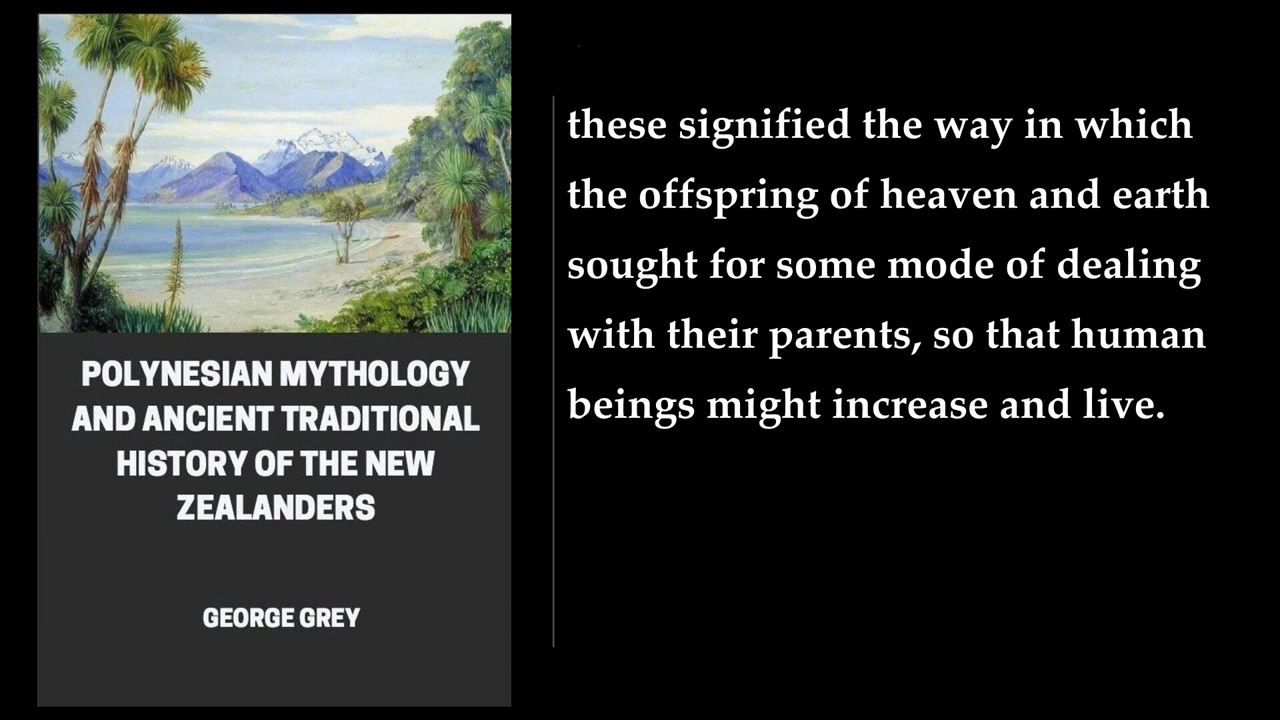 POLYNESIAN MYTHOLOGY
AND ANCIENT TRADITIONAL
HISTORY OF THE NEW
ZEALANDERS
GEORGE GREY
these signified the way in which
the offspring of heaven and earth
sought for some mode of dealing
with their parents, so that human
beings might increase and live.